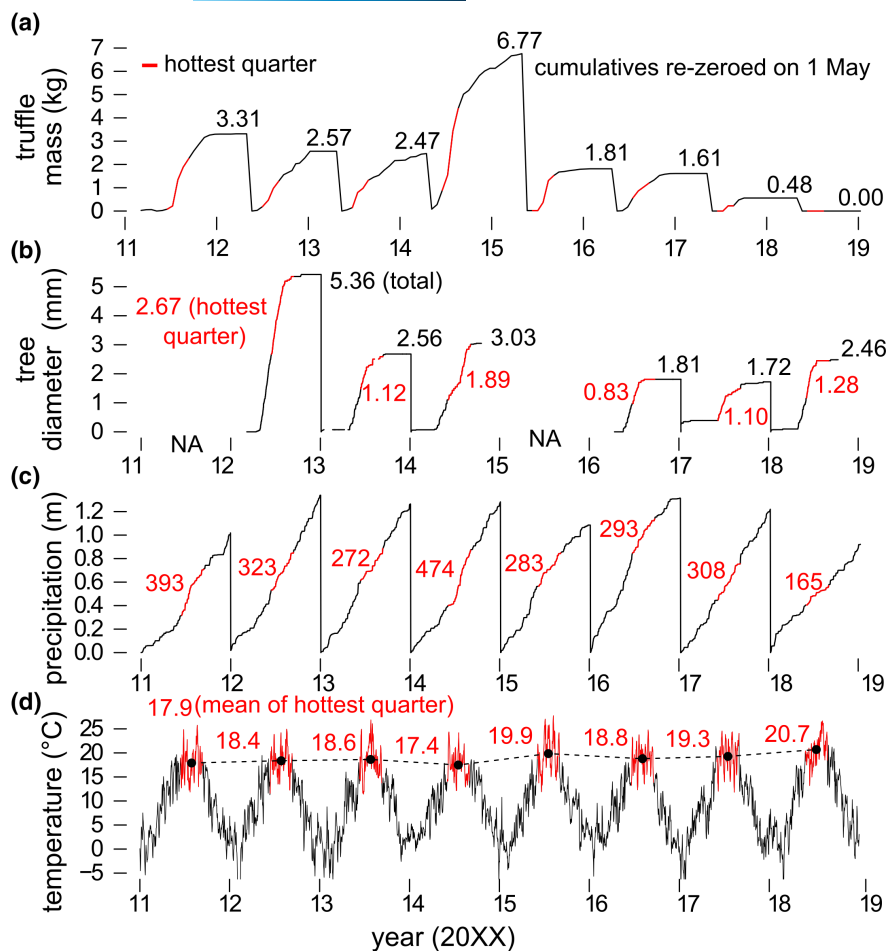 (a)
7
6
5
4
3
2
1
0
truffle
mass (kg)
hottest quarter
cumulatives re-zeroed on 1 May
3.31
2.57
2.47
6.77
1.81
1.61
0.48
0.00
11 12 13 14 15 16 17 18 19
(b)
5
4
3
2
1
0
tree
diameter (mm)
2.67 (hottest
quarter)
5.36 (total)
2.56
1.12
3.03
1.89
0.83
1.81
1.10
1.72
1.28
2.46
NA
NA
11 12 13 14 15 16 17 18 19
(c)
1.2
1.0
0.8
0.6
0.4
0.2
0.0
precipitation (m)
393
323
272
474
283
293
308
165
11 12 13 14 15 16 17 18 19
(d)
25
20
15
10
5
0
−5
temperature (°C)
17.9 (mean of hottest quarter)
18.4
18.6
17.4
19.9
18.8
19.3
20.7
11 12 13 14 15 16 17 18 19
year (20XX)